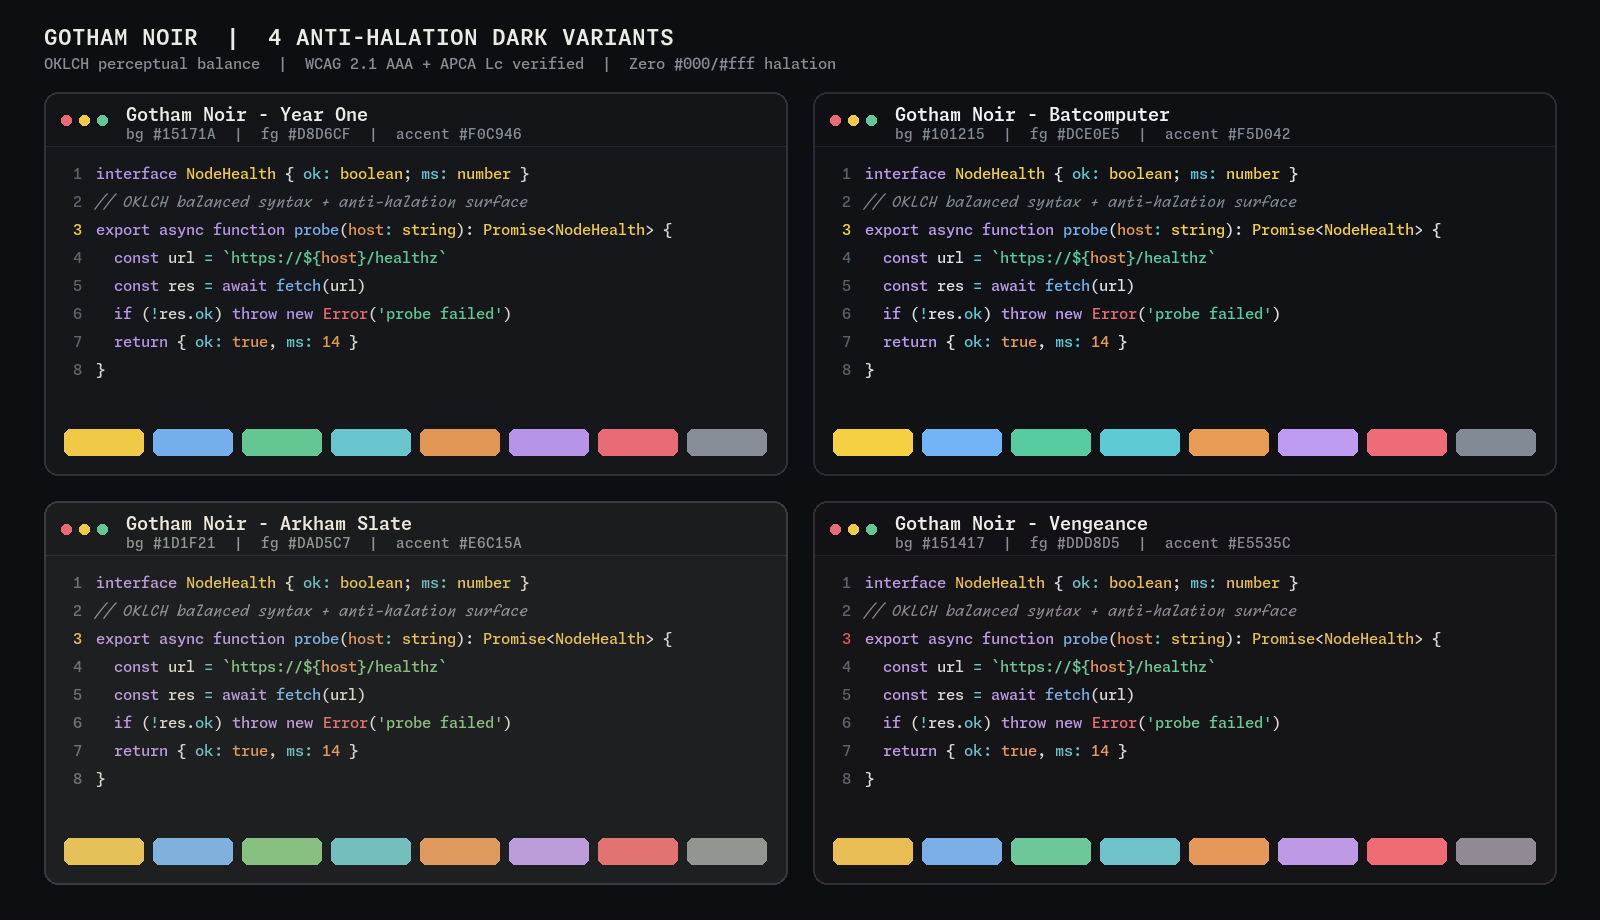 GOTHAM NOIR | 4 ANTI-HALATION DARK VARIANTS
OKLCH perceptual balance | WCAG 2.1 AAA + APCA Lc verified | Zero #000/#fff halation
Gotham Noir - Year One
bg #15171A | fg #D8D6CF | accent #F0C946
1 interface NodeHealth { ok: boolean; ms: number }
2 // OKLCH balanced syntax + anti-halation surface
3 export async function probe(host: string): Promise<NodeHealth> {
4 const url = `https://${host}/healthz`
5 const res = await fetch(url)
6 if (!res.ok) throw new Error('probe failed')
7 return { ok: true, ms: 14 }
8 }
Gotham Noir - Batcomputer
bg #101215 | fg #DCE0E5 | accent #F5D042
1 interface NodeHealth { ok: boolean; ms: number }
2 // OKLCH balanced syntax + anti-halation surface
3 export async function probe(host: string): Promise<NodeHealth> {
4 const url = `https://${host}/healthz`
5 const res = await fetch(url)
6 if (!res.ok) throw new Error('probe failed')
7 return { ok: true, ms: 14 }
8 }
Gotham Noir - Arkham Slate
bg #1D1F21 | fg #DAD5C7 | accent #E6C15A
1 interface NodeHealth { ok: boolean; ms: number }
2 // OKLCH balanced syntax + anti-halation surface
3 export async function probe(host: string): Promise<NodeHealth> {
4 const url = `https://${host}/healthz`
5 const res = await fetch(url)
6 if (!res.ok) throw new Error('probe failed')
7 return { ok: true, ms: 14 }
8 }
Gotham Noir - Vengeance
bg #151417 | fg #DDD8D5 | accent #E5535C
1 interface NodeHealth { ok: boolean; ms: number }
2 // OKLCH balanced syntax + anti-halation surface
3 export async function probe(host: string): Promise<NodeHealth> {
4 const url = `https://${host}/healthz`
5 const res = await fetch(url)
6 if (!res.ok) throw new Error('probe failed')
7 return { ok: true, ms: 14 }
8 }